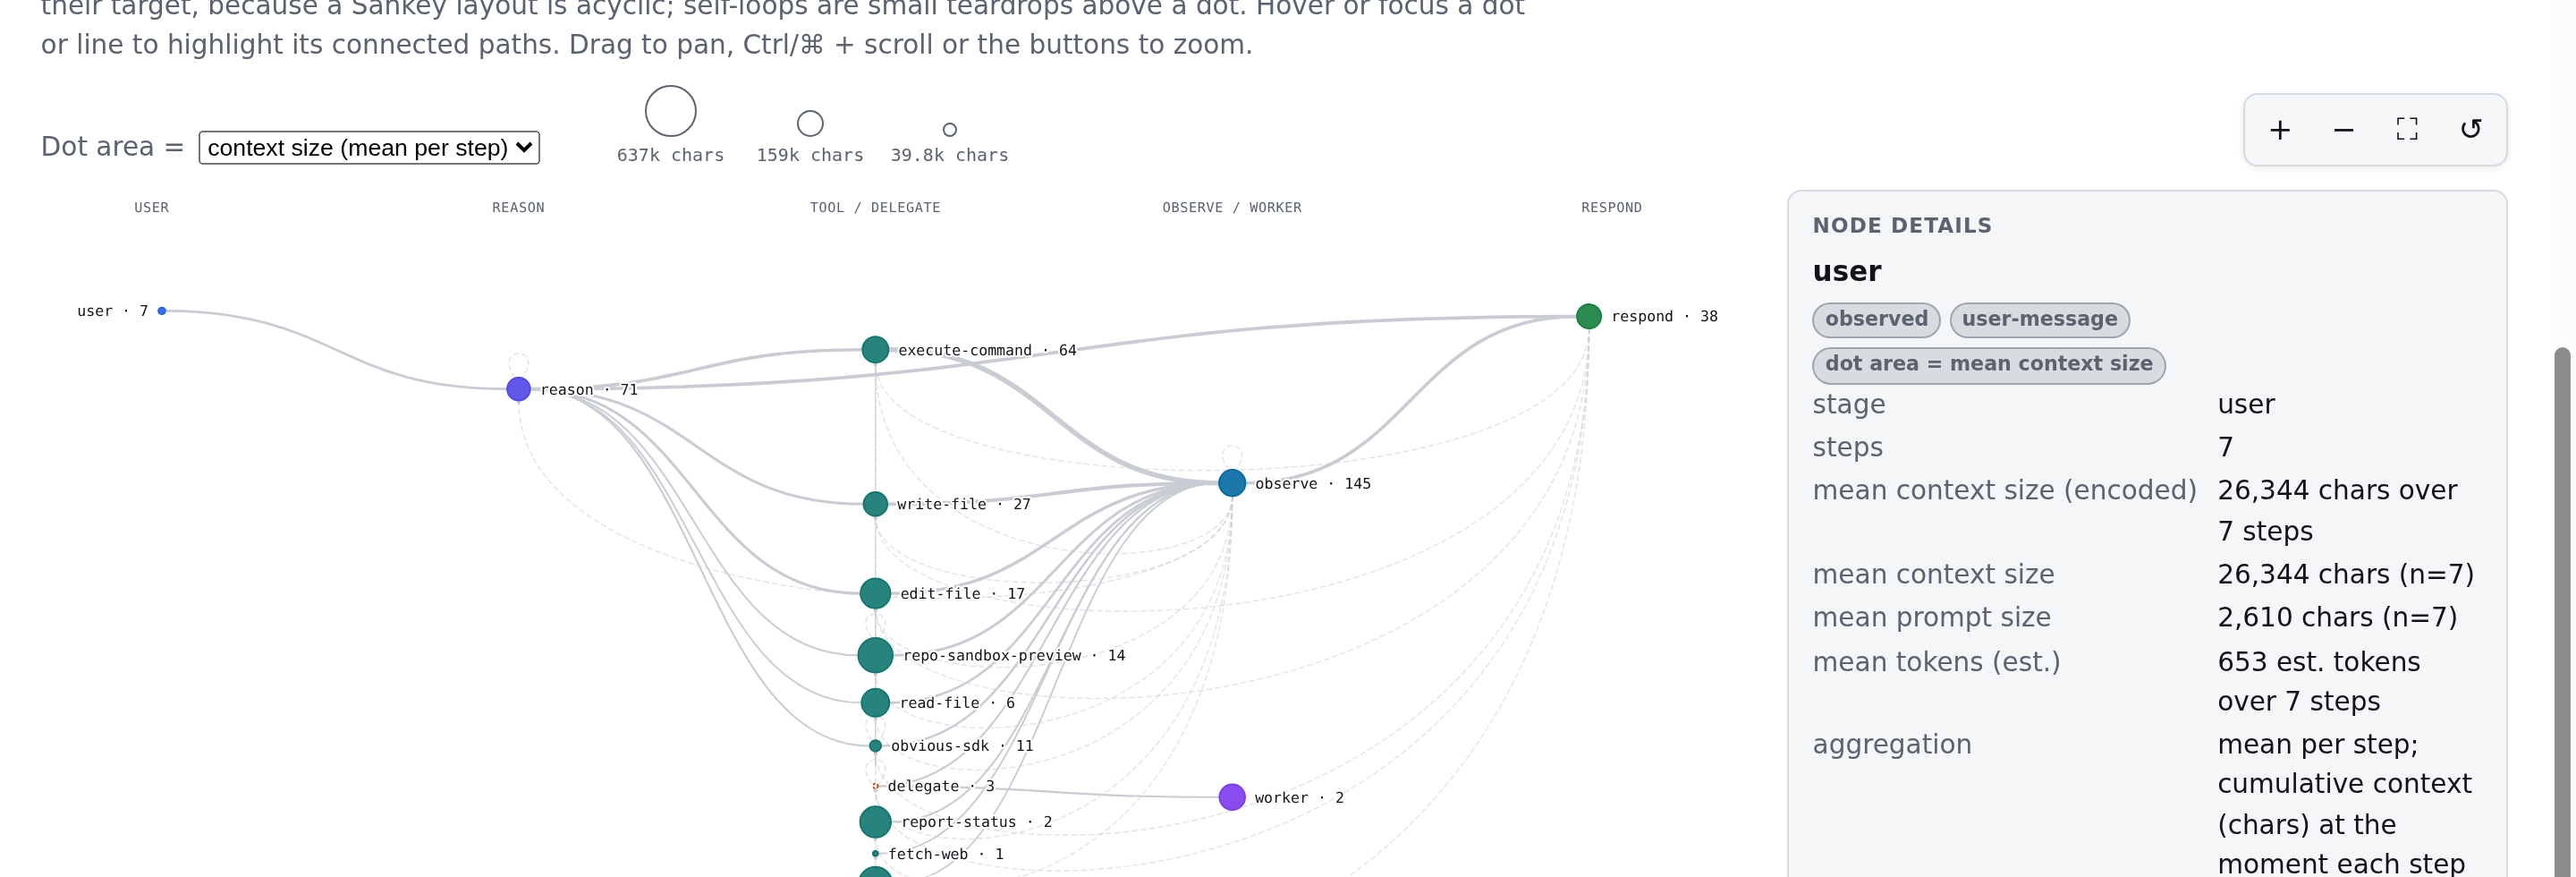 their target, because a Sankey layout is acyclic; self-loops are small teardrops above a dot. Hover or focus a dot
or line to highlight its connected paths. Drag to pan, Ctrl/⌘ + scroll or the buttons to zoom.
Dot area = context size (mean per step)
637k chars 159k chars 39.8k chars
+ − ⛶ ↺
USER REASON TOOL / DELEGATE OBSERVE / WORKER RESPOND
user · 7
respond · 38
execute-command · 64
reason · 71
observe · 145
write-file · 27
edit-file · 17
repo-sandbox-preview · 14
read-file · 6
obvious-sdk · 11
delegate · 3
worker · 2
report-status · 2
fetch-web · 1
NODE DETAILS
user
observed user-message
dot area = mean context size
stage user
steps 7
mean context size (encoded) 26,344 chars over
7 steps
mean context size 26,344 chars (n=7)
mean prompt size 2,610 chars (n=7)
mean tokens (est.) 653 est. tokens
over 7 steps
aggregation mean per step;
cumulative context
(chars) at the
moment each step